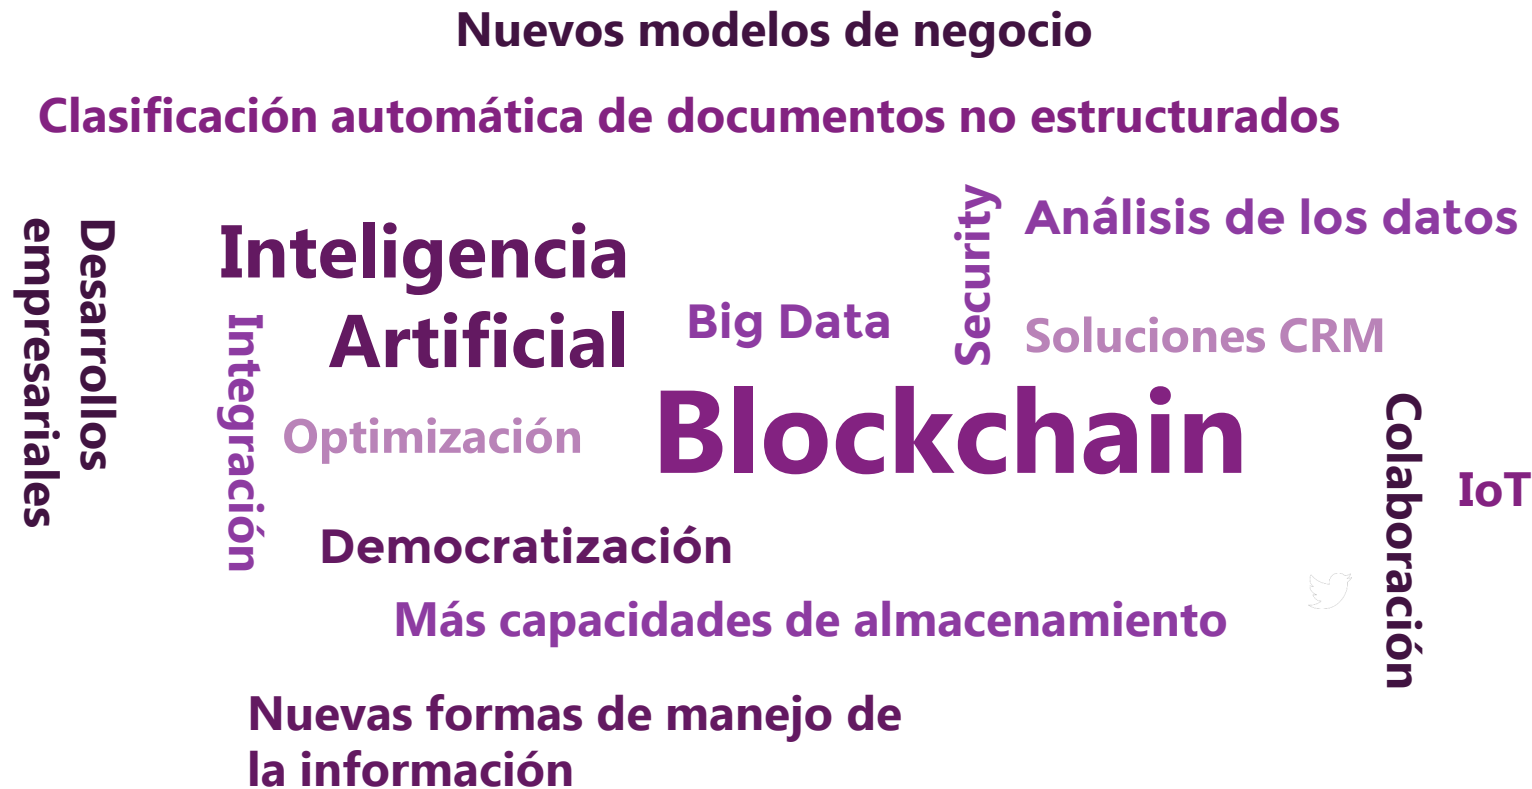 Nuevos modelos de negocio
Clasificación automática de documentos no estructurados
Desarrollos
empresariales
Inteligencia
Artificial
Integración
Optimización
Big Data
Security
Análisis de los datos
Soluciones CRM
Blockchain
Colaboración
IoT
Democratización
Más capacidades de almacenamiento
Nuevas formas de manejo de
la información